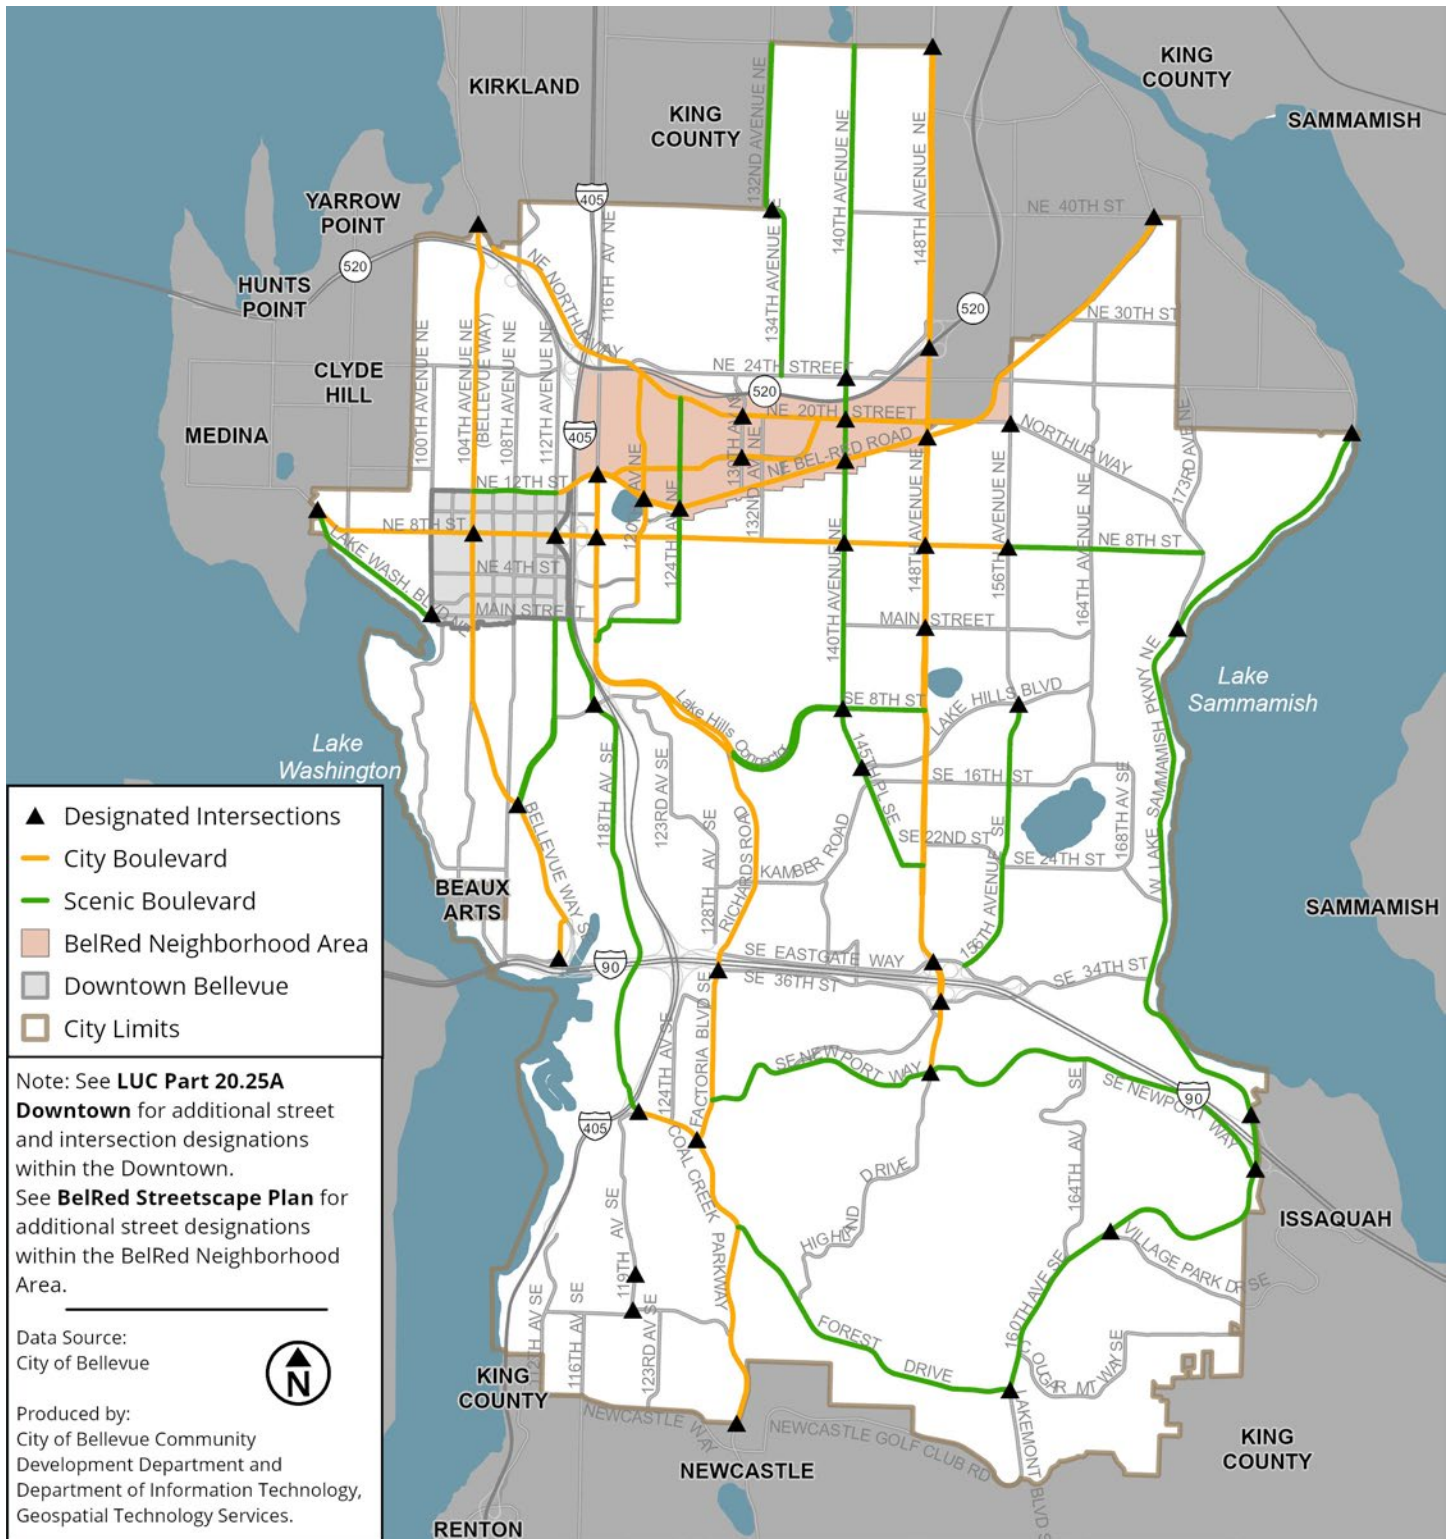 KIRKLAND
KING
COUNTY
KING
COUNTY
SAMMAMISH
YARROW
POINT
405
520
HUNTS
POINT
CLYDE
HILL
MEDINA
132ND AVENUE NE
140TH AVENUE NE
148TH AVENUE NE
NE 40TH ST
134TH AVENUE
116TH AV NE
NE NORTHUP WAY
520
NE 30TH ST
NE 24TH STREET
520
NE 20TH STREET
100TH AVENUE NE
104TH AVENUE NE
(BELLEVUE WAY)
108TH AVENUE NE
112TH AVENUE NE
405
NE BEL-RED ROAD
NORTHUP WAY
173RD AVE NE
132ND AV NE
NE 12TH ST
124TH AV NE
NE 8TH ST
NE 8TH ST
LAKE WASH. BLVD NE
NE 4TH ST
MAIN STREET
140TH AVENUE NE
148TH AVENUE NE
156TH AVENUE NE
164TH AVENUE NE
MAIN STREET
W LAKE SAMMAMISH PKWY NE
Lake
Sammamish
Lake
Washington
Lake Hills Connector
SE 8TH ST
LAKE HILLS BLVD
145TH PL SE
SE 16TH ST
118TH AV SE
123RD AV SE
128TH AV SE
RICHARDS ROAD
KAMBER ROAD
SE 22ND ST
SE 24TH ST
168TH AV SE
156TH AVENUE SE
BELLEVUE WAY SE
BEAUX
ARTS
SAMMAMISH
90
SE EASTGATE WAY
SE 36TH ST
SE 34TH ST
124TH AV SE
FACTORIA BLVD SE
SE NEWPORT WAY
SE NEWPORT WAY
90
405
COAL CREEK PARKWAY
HIGHLAND DRIVE
164TH AV SE
ISSAQUAH
VILLAGE PARK DR SE
119TH AV SE
160TH AVE SE
FOREST DRIVE
COUGAR MT WAY SE
112TH AV SE
116TH AV SE
123RD AV SE
LAKEMONT BLVD S
KING
COUNTY
NEWCASTLE WAY
NEWCASTLE GOLF CLUB RD
NEWCASTLE
KING
COUNTY
RENTON
Designated Intersections
City Boulevard
Scenic Boulevard
BelRed Neighborhood Area
Downtown Bellevue
City Limits
Note: See LUC Part 20.25A
Downtown for additional street
and intersection designations
within the Downtown.
See BelRed Streetscape Plan for
additional street designations
within the BelRed Neighborhood
Area.
Data Source:
City of Bellevue
N
Produced by:
City of Bellevue Community
Development Department and
Department of Information Technology,
Geospatial Technology Services.